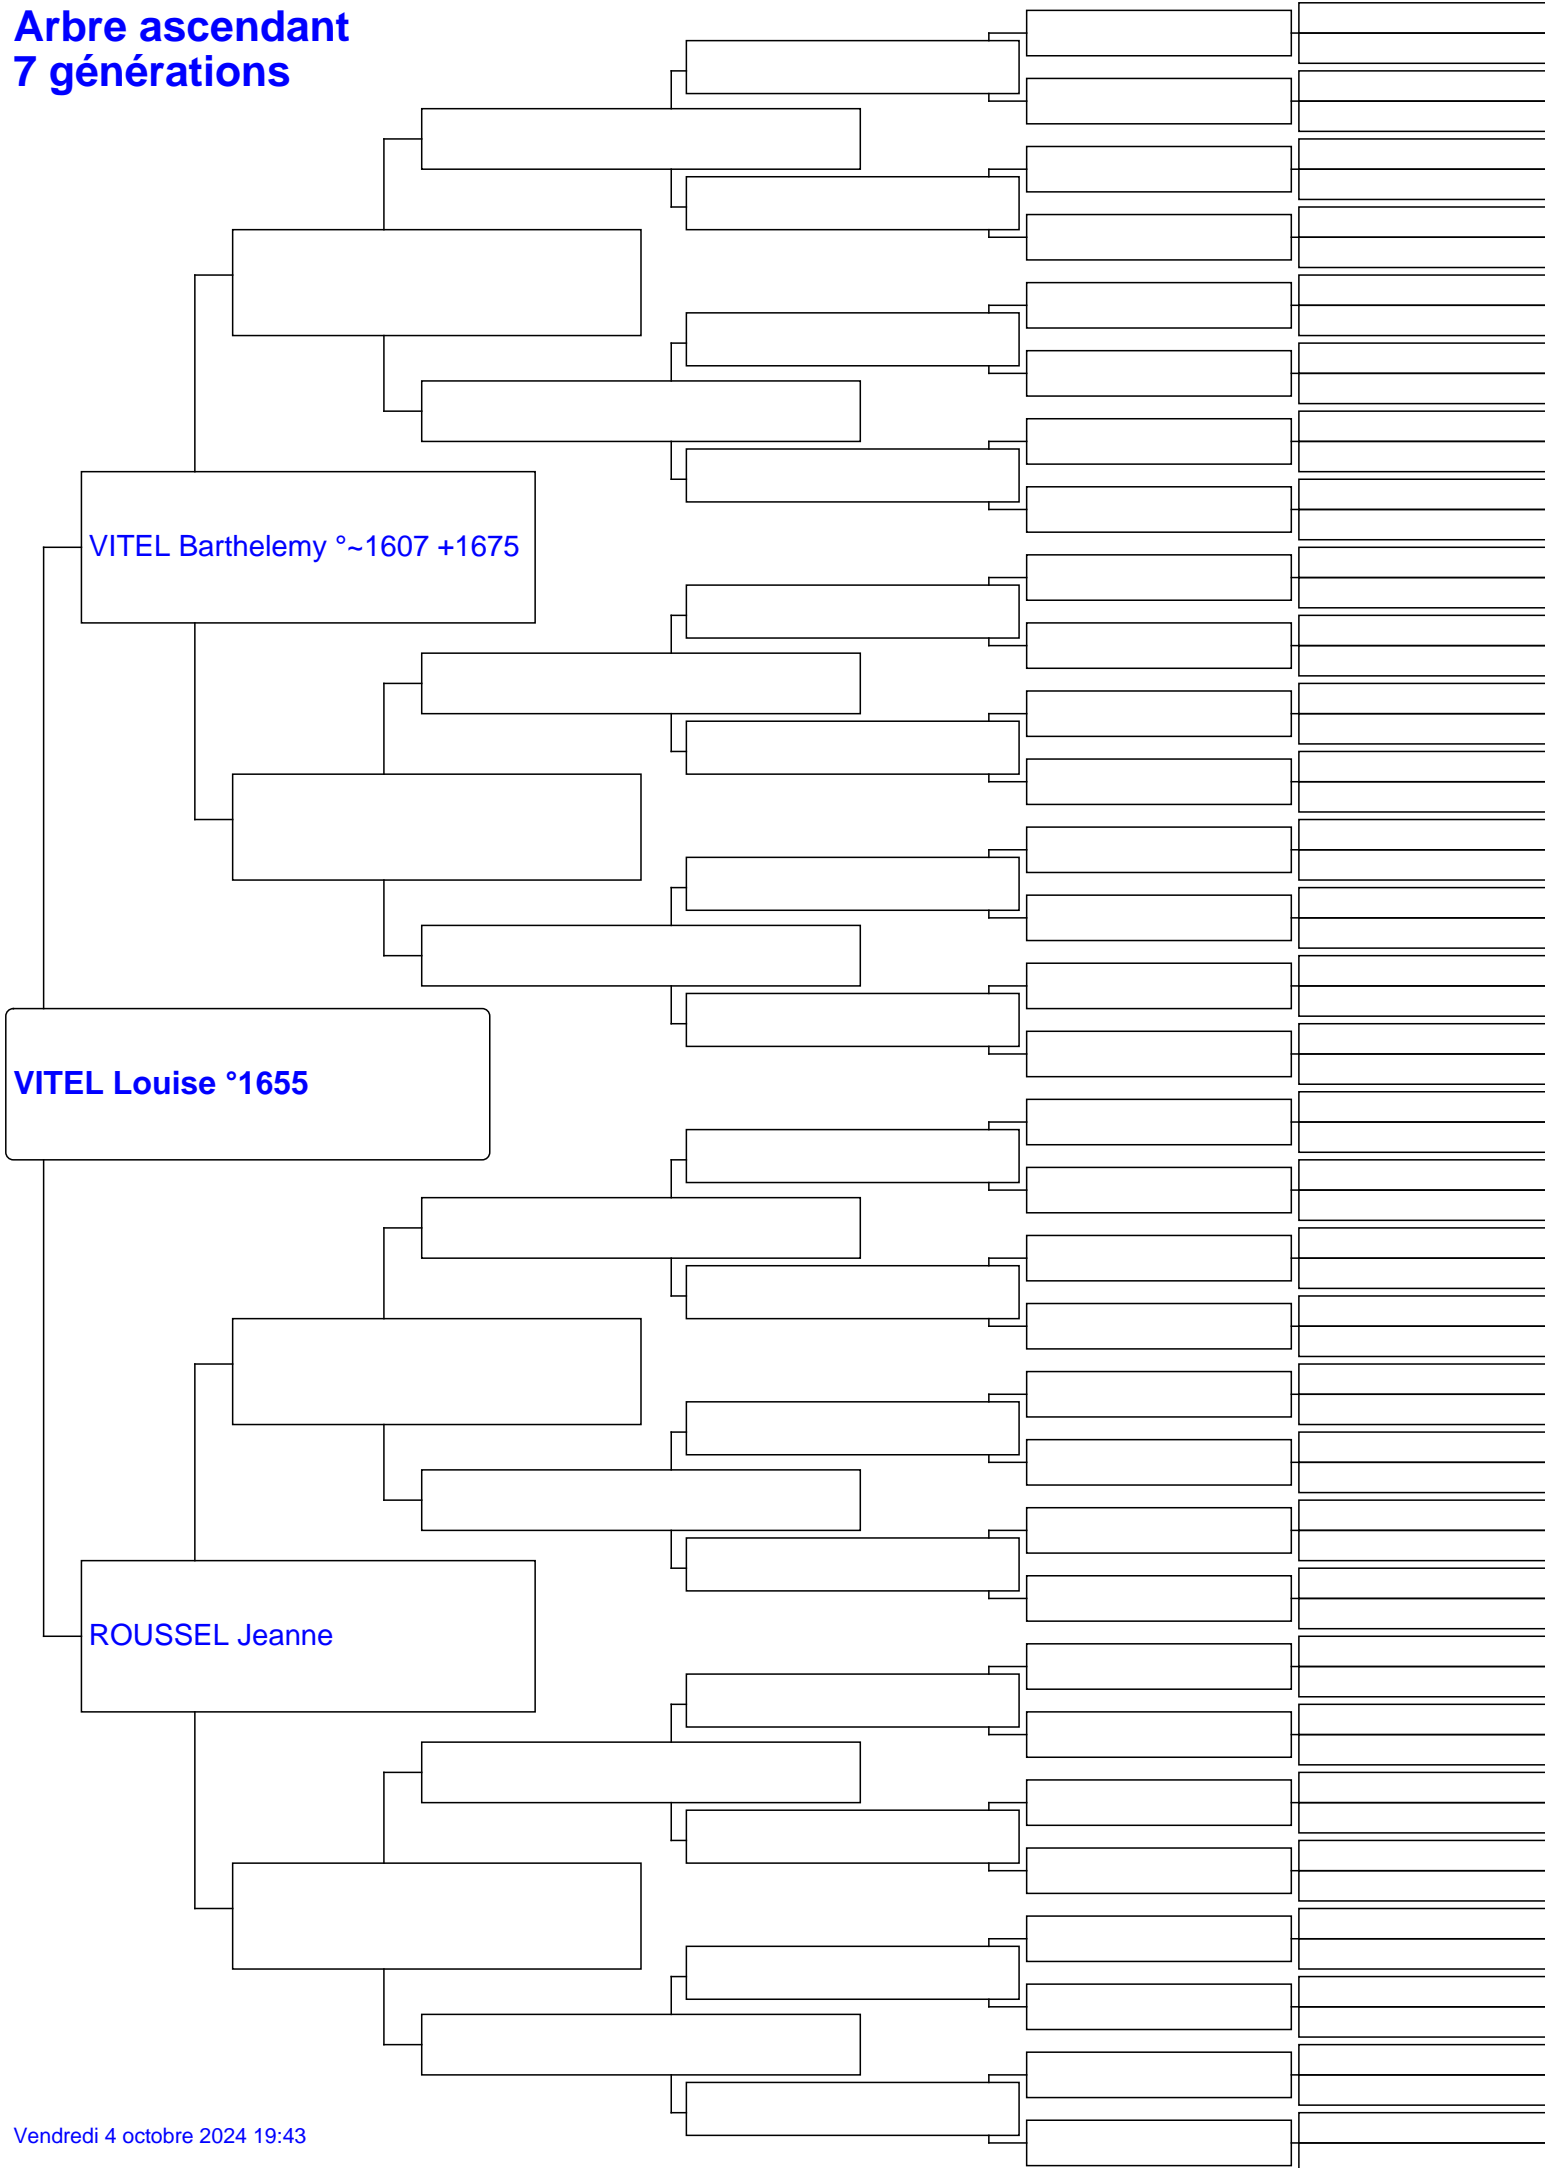 Arbre ascendant
7 générations
VITEL Barthelemy °~1607 +1675
VITEL Louise °1655
ROUSSEL Jeanne
Vendredi 4 octobre 2024 19:43